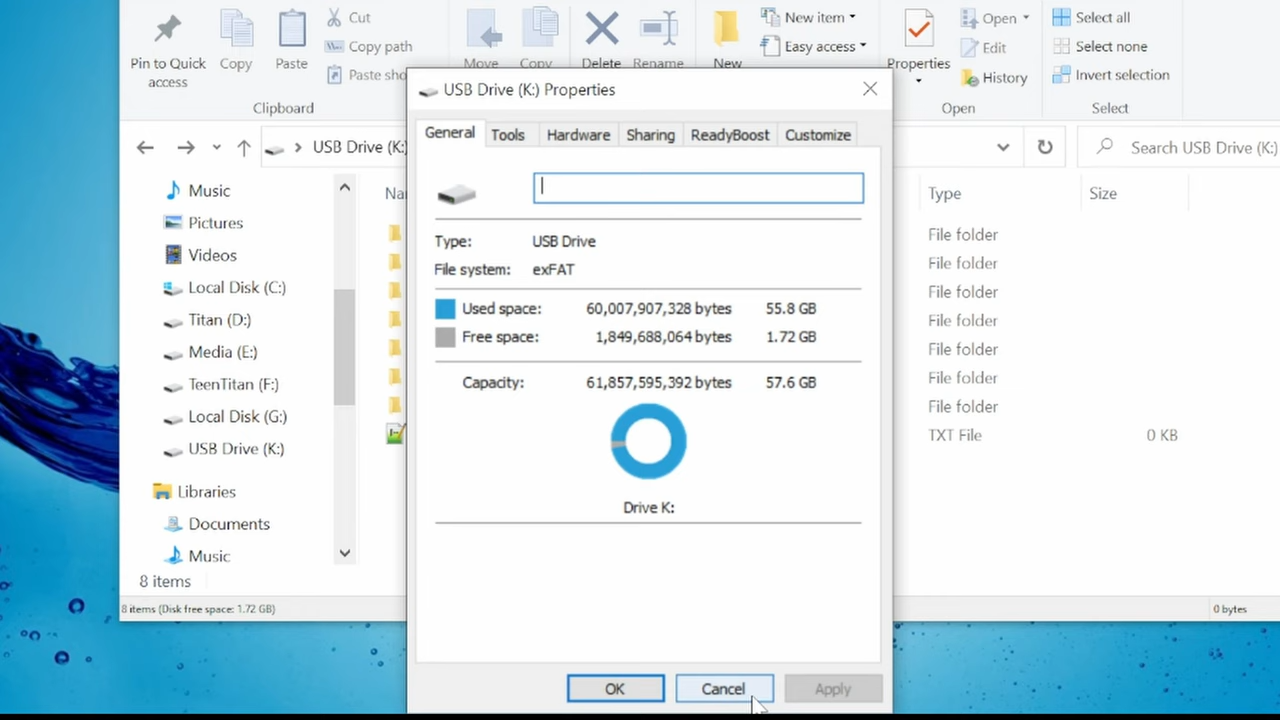 Pin to Quick access
Copy
Paste
Cut
Copy path
Paste sho
Move
Copy
Delete
Rename
New
New item
Easy access
Properties
Open
Edit
History
Select all
Select none
Invert selection
Clipboard
Open
Select
USB Drive (K:) Properties
General Tools Hardware Sharing ReadyBoost Customize
USB Drive (K:
Search USB Drive (K:)
Music
Pictures
Videos
Local Disk (C:)
Titan (D:)
Media (E:)
TeenTitan (F:)
Local Disk (G:)
USB Drive (K:)
Libraries
Documents
Music
Na
Type: USB Drive
File system: exFAT
Used space: 60,007,907,328 bytes 55.8 GB
Free space: 1,849,688,064 bytes 1.72 GB
Capacity: 61,857,595,392 bytes 57.6 GB
Drive K:
OK Cancel Apply
Type Size
File folder
File folder
File folder
File folder
File folder
File folder
File folder
TXT File 0 KB
8 items
8 items (Disk free space: 1.72 GB)
0 bytes